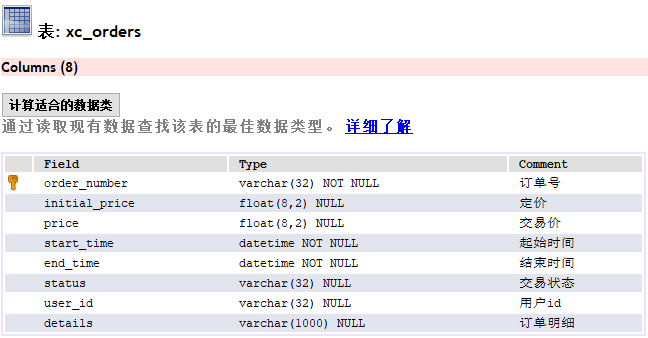 表: xc_orders
Columns (8)
计算适合的数据类
通过读取现有数据查找该表的最佳数据类型。 详细了解
Field Type Comment
order_number varchar(32) NOT NULL 订单号
initial_price float(8,2) NULL 定价
price float(8,2) NULL 交易价
start_time datetime NOT NULL 起始时间
end_time datetime NOT NULL 结束时间
status varchar(32) NULL 交易状态
user_id varchar(32) NULL 用户id
details varchar(1000) NULL 订单明细